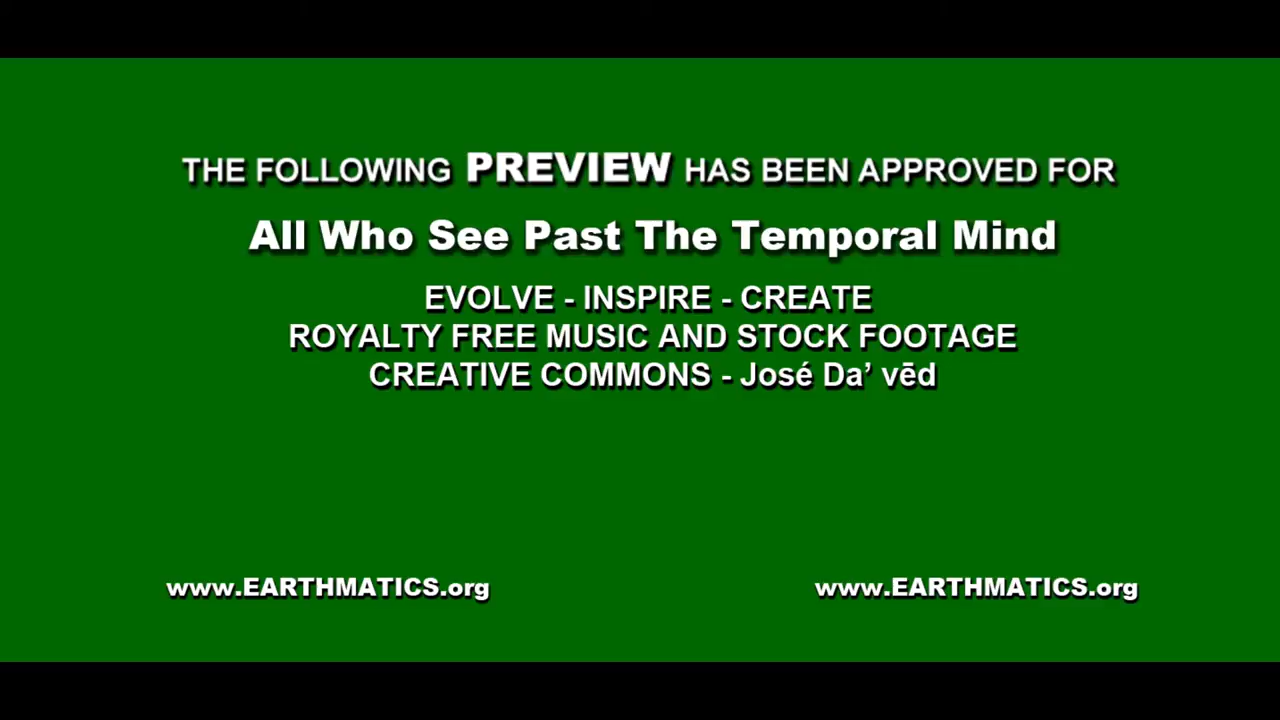 THE FOLLOWING PREVIEW HAS BEEN APPROVED FOR
All Who See Past The Temporal Mind
EVOLVE - INSPIRE - CREATE
ROYALTY FREE MUSIC AND STOCK FOOTAGE
CREATIVE COMMONS - José Da’ vēd
www.EARTHMATICS.org
www.EARTHMATICS.org